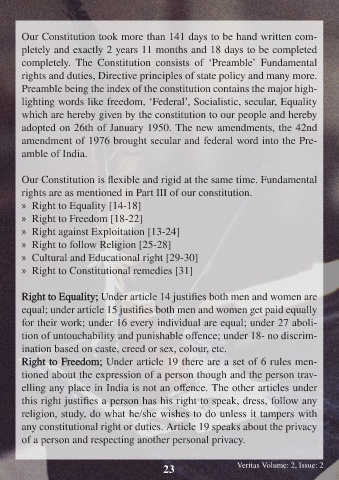 Our Constitution took more than 141 days to be hand written com-
pletely and exactly 2 years 11 months and 18 days to be completed
completely. The Constitution consists of ‘Preamble’ Fundamental
rights and duties, Directive principles of state policy and many more.
Preamble being the index of the constitution contains the major high-
lighting words like freedom, ‘Federal’, Socialistic, secular, Equality
which are hereby given by the constitution to our people and hereby
adopted on 26th of January 1950. The new amendments, the 42nd
amendment of 1976 brought secular and federal word into the Pre-
amble of India.
Our Constitution is flexible and rigid at the same time. Fundamental
rights are as mentioned in Part III of our constitution.
» Right to Equality [14-18]
» Right to Freedom [18-22]
» Right against Exploitation [13-24]
» Right to follow Religion [25-28]
» Cultural and Educational right [29-30]
» Right to Constitutional remedies [31]
Right to Equality; Under article 14 justifies both men and women are
equal; under article 15 justifies both men and women get paid equally
for their work; under 16 every individual are equal; under 27 aboli-
tion of untouchability and punishable offence; under 18- no discrim-
ination based on caste, creed or sex, colour, etc.
Right to Freedom; Under article 19 there are a set of 6 rules men-
tioned about the expression of a person though and the person trav-
elling any place in India is not an offence. The other articles under
this right justifies a person has his right to speak, dress, follow any
religion, study, do what he/she wishes to do unless it tampers with
any constitutional right or duties. Article 19 speaks about the privacy
of a person and respecting another personal privacy.
23
Veritas Volume: 2, Issue: 2